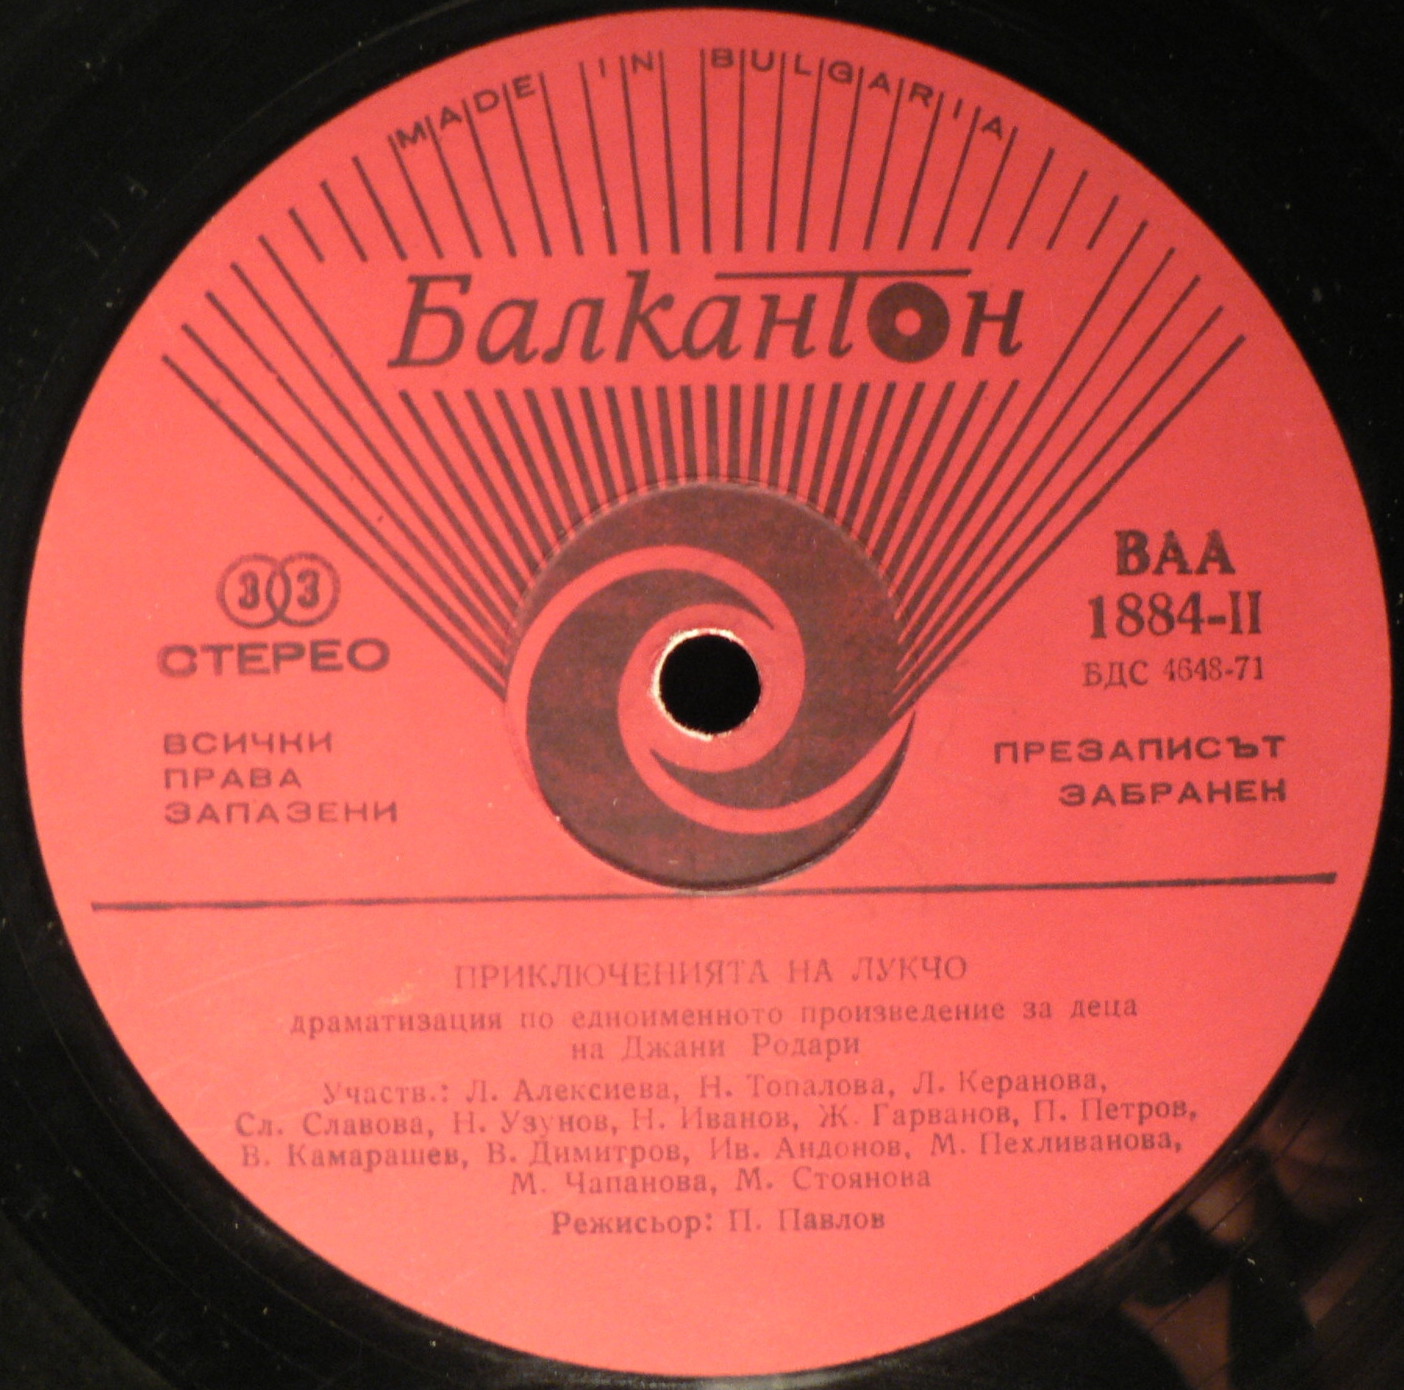 MADE IN BULGARIA
Балкантон
33
СТЕРЕО
ВСИЧКИ
ПРАВА
ЗАПАЗЕНИ
ВАА
1884-II
БДС 4648-71
ПРЕЗАПИСЪТ
ЗАБРАНЕН
ПРИКЛЮЧЕНИЯТА НА ЛУКЧО
драматизация по едноименното произведение за деца
на Джани Родари
Участв.: Л. Алексиева, Н. Топалова, Л. Керанова,
Сл. Славова, Н. Узунов, Н. Иванов, Ж. Гарванов, П. Петров,
В. Камарашев, В. Димитров, Ив. Андонов, М. Пехливанова,
М. Чапанова, М. Стоянова
Режисьор: П. Павлов